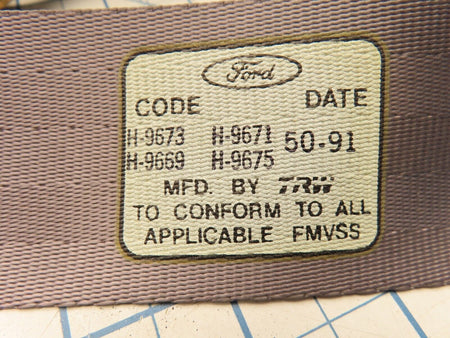 Ford
CODE DATE
H-9673 H-9671 50-91
H-9669 H-9675
MFD. BY TRW
TO CONFORM TO ALL
APPLICABLE FMVSS